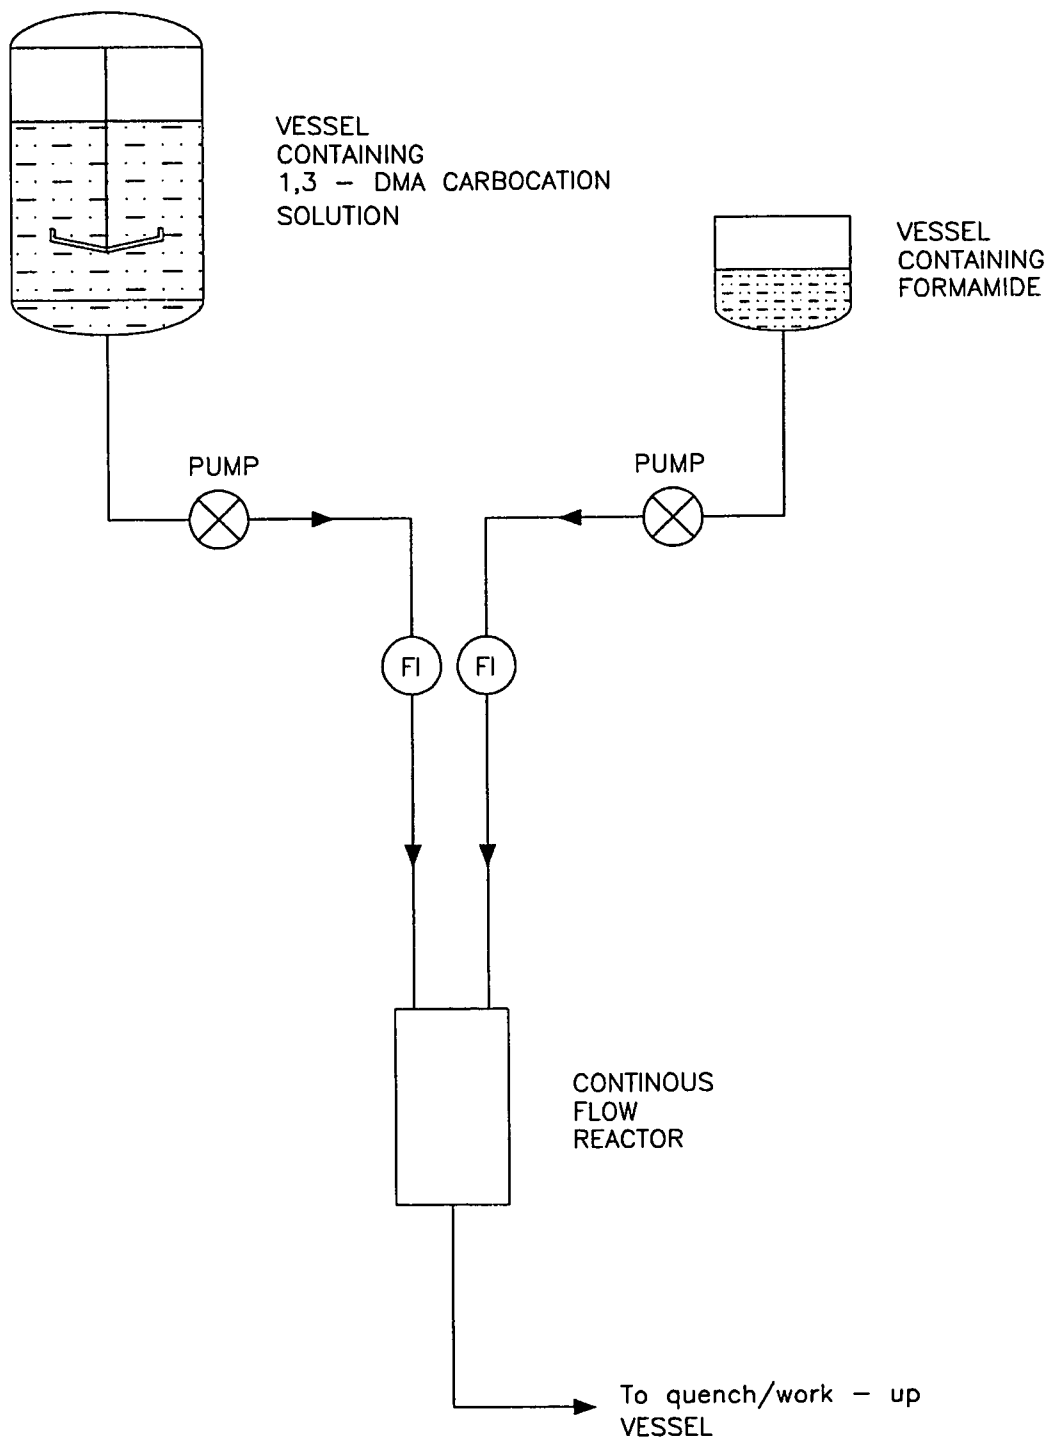 VESSEL
CONTAINING
1,3 – DMA CARBOCATION
SOLUTION
VESSEL
CONTAINING
FORMAMIDE
PUMP
PUMP
FI
FI
CONTINOUS
FLOW
REACTOR
To quench/work – up
VESSEL